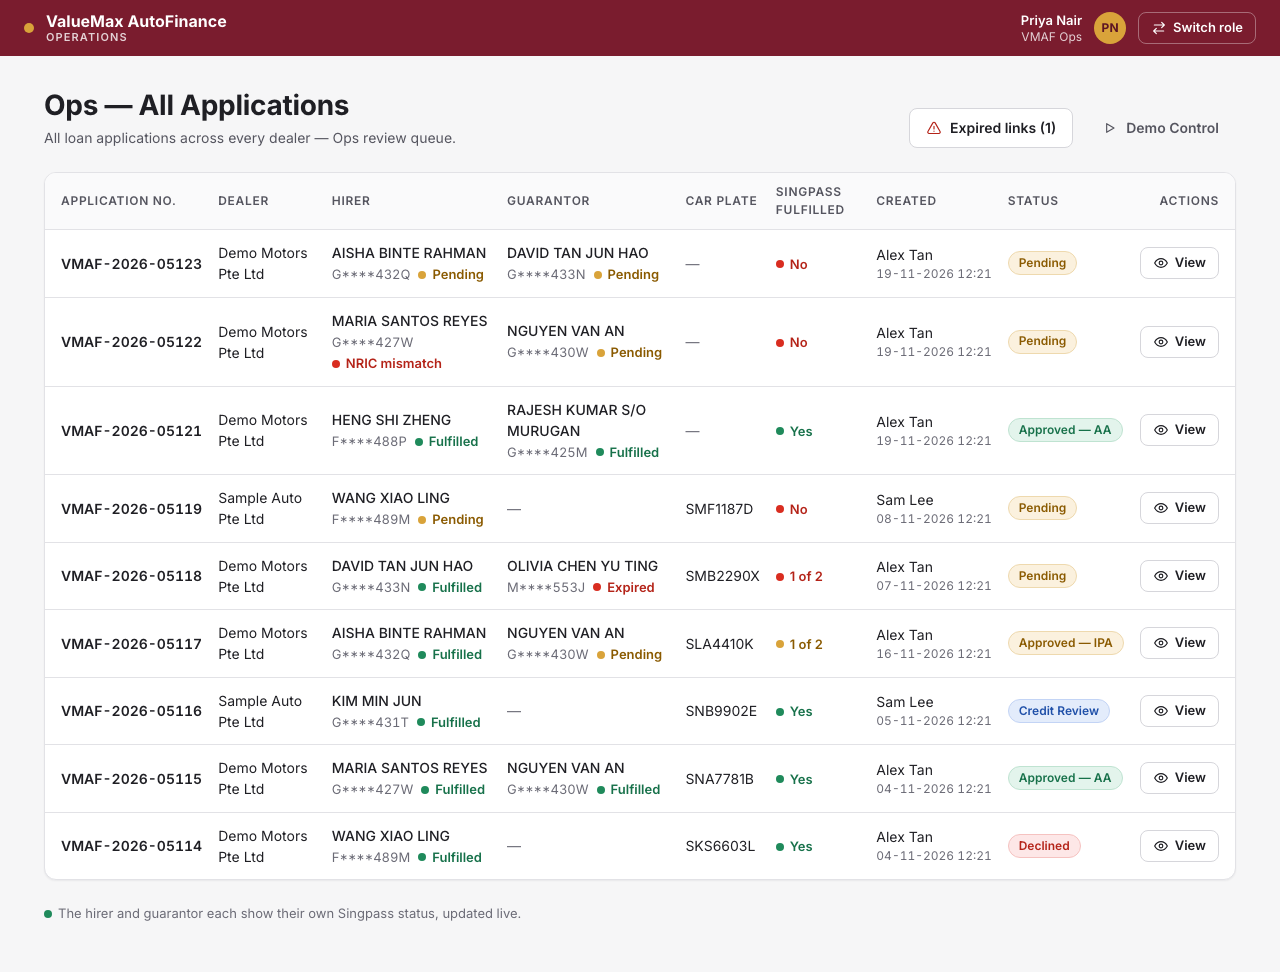 ValueMax AutoFinance
OPERATIONS
Priya Nair
VMAF Ops
PN
Switch role
Ops — All Applications
All loan applications across every dealer — Ops review queue.
Expired links (1)
Demo Control
APPLICATION NO. DEALER HIRER GUARANTOR CAR PLATE SINGPASS FULFILLED CREATED STATUS ACTIONS
VMAF-2026-05123
Demo Motors
Pte Ltd
AISHA BINTE RAHMAN
G****432Q Pending
DAVID TAN JUN HAO
G****433N Pending
—
No
Alex Tan
19-11-2026 12:21
Pending
View
VMAF-2026-05122
Demo Motors
Pte Ltd
MARIA SANTOS REYES
G****427W
NRIC mismatch
NGUYEN VAN AN
G****430W Pending
—
No
Alex Tan
19-11-2026 12:21
Pending
View
VMAF-2026-05121
Demo Motors
Pte Ltd
HENG SHI ZHENG
F****488P Fulfilled
RAJESH KUMAR S/O
MURUGAN
G****425M Fulfilled
—
Yes
Alex Tan
19-11-2026 12:21
Approved — AA
View
VMAF-2026-05119
Sample Auto
Pte Ltd
WANG XIAO LING
F****489M Pending
—
SMF1187D
No
Sam Lee
08-11-2026 12:21
Pending
View
VMAF-2026-05118
Demo Motors
Pte Ltd
DAVID TAN JUN HAO
G****433N Fulfilled
OLIVIA CHEN YU TING
M****553J Expired
SMB2290X
1 of 2
Alex Tan
07-11-2026 12:21
Pending
View
VMAF-2026-05117
Demo Motors
Pte Ltd
AISHA BINTE RAHMAN
G****432Q Fulfilled
NGUYEN VAN AN
G****430W Pending
SLA4410K
1 of 2
Alex Tan
16-11-2026 12:21
Approved — IPA
View
VMAF-2026-05116
Sample Auto
Pte Ltd
KIM MIN JUN
G****431T Fulfilled
—
SNB9902E
Yes
Sam Lee
05-11-2026 12:21
Credit Review
View
VMAF-2026-05115
Demo Motors
Pte Ltd
MARIA SANTOS REYES
G****427W Fulfilled
NGUYEN VAN AN
G****430W Fulfilled
SNA7781B
Yes
Alex Tan
04-11-2026 12:21
Approved — AA
View
VMAF-2026-05114
Demo Motors
Pte Ltd
WANG XIAO LING
F****489M Fulfilled
—
SKS6603L
Yes
Alex Tan
04-11-2026 12:21
Declined
View
The hirer and guarantor each show their own Singpass status, updated live.